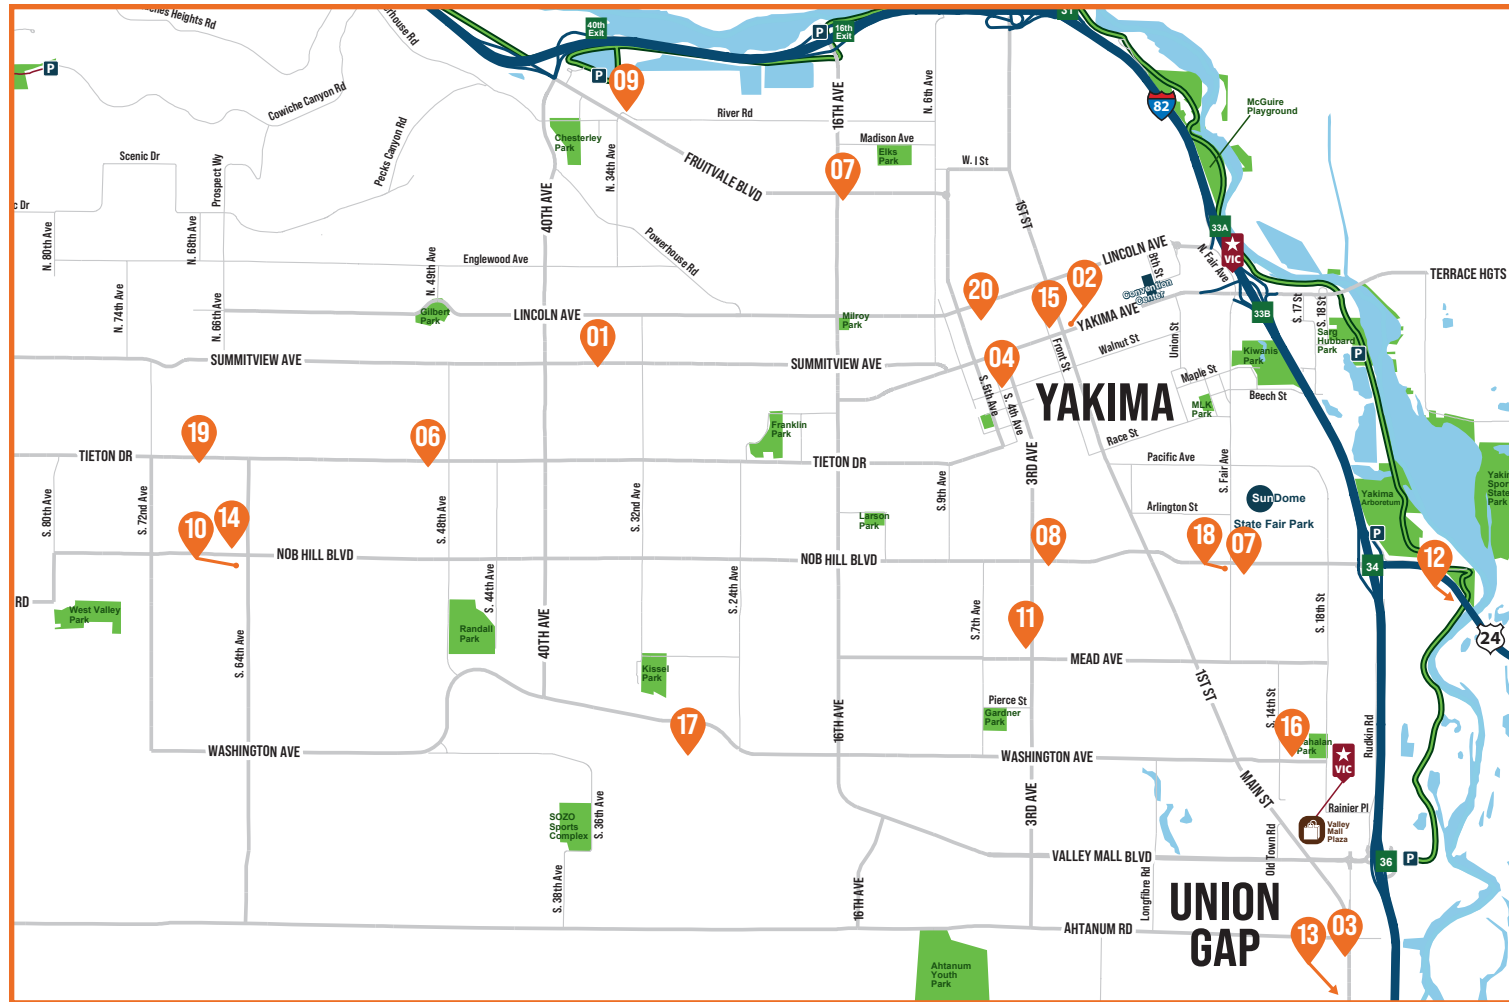 Heights Rd
Cowiche Canyon Rd
Scenic Dr
Prospect Wy
Pecks Canyon Rd
c Dr
N. 80th Ave
N. 68th Ave
N. 74th Ave
N. 66th Ave
N. 49th Ave
Englewood Ave
Powerhouse Rd
Gilbert
Park
LINCOLN AVE
SUMMITVIEW AVE
SUMMITVIEW AVE
P
40th
Exit
P
09
P
16th
Exit
31
82
Chesterley
Park
N. 34th Ave
River Rd
FRUITVALE BLVD
40TH AVE
16TH AVE
N. 6th Ave
Madison Ave
Elks
Park
W. I St
07
1ST ST
McGuire
Playground
33A
VIC
N. Fair Ave
8th St
LINCOLN AVE
Convention
Center
YAKIMA AVE
TERRACE HGTS
33B
S. 17 St
S. 18 St
Sarg
Hubbard
Park
P
Kiwanis
Park
20
15
02
01
04
Milroy
Park
Front St
Walnut St
Union St
Maple St
Beech St
MLK
Park
Race St
YAKIMA
S. 5th Ave
S. 4th Ave
19
06
Franklin
Park
TIETON DR
TIETON DR
3RD AVE
Pacific Ave
S. Fair Ave
SunDome
State Fair Park
Arlington St
Yakima
Arboretum
State
Park
P
S. 80th Ave
S. 72nd Ave
S. 48th Ave
S. 32nd Ave
S. 9th Ave
Larson
Park
10
14
NOB HILL BLVD
NOB HILL BLVD
08
18
07
34
12
24
RD
West Valley
Park
S. 64th Ave
S. 44th Ave
Randall
Park
40TH AVE
Kissel
Park
S. 24th Ave
S. 7th Ave
11
MEAD AVE
S. 18th St
1ST ST
Pierce St
Gardner
Park
S. 14th St
16
Rudkin Rd
VIC
WASHINGTON AVE
17
16TH AVE
WASHINGTON AVE
MAIN ST
Rainier Pl
Valley
Mall
Plaza
SOZO
Sports
Complex
S. 36th Ave
3RD AVE
VALLEY MALL BLVD
Old Town Rd
36
P
S. 38th Ave
16TH AVE
Longfibre Rd
UNION
GAP
AHTANUM RD
13
03
Ahtanum
Youth
Park